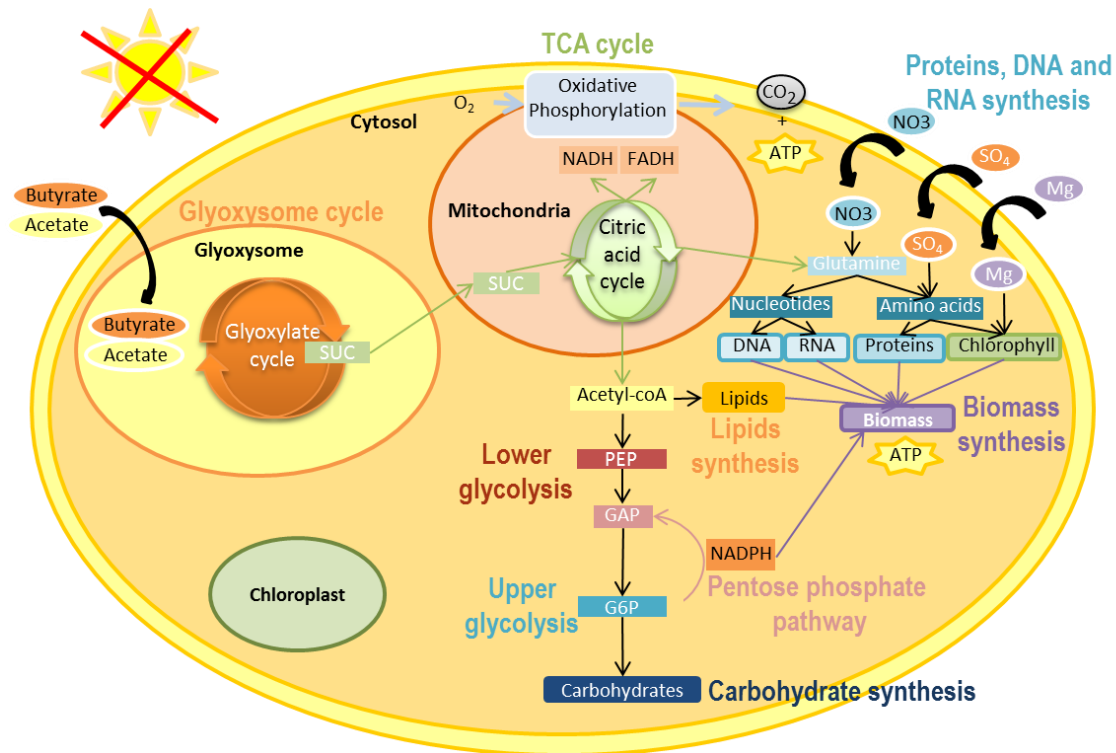 TCA cycle
Proteins, DNA and
RNA synthesis
Oxidative
Phosphorylation
O2
CO2
+
ATP
Cytosol
NO3
SO4
Mg
NADH
FADH
Butyrate
Acetate
Glyoxysome cycle
Mitochondria
Citric
acid
cycle
NO3
SO4
Mg
Glyoxysome
Glutamine
SUC
Nucleotides
Amino acids
Butyrate
Acetate
Glyoxylate
cycle
SUC
DNA
RNA
Proteins
Chlorophyll
Acetyl-coA
Lipids
Biomass
Biomass
synthesis
Lipids
synthesis
ATP
Lower
glycolysis
PEP
GAP
NADPH
Pentose phosphate
pathway
Chloroplast
Upper
glycolysis
G6P
Carbohydrates
Carbohydrate synthesis